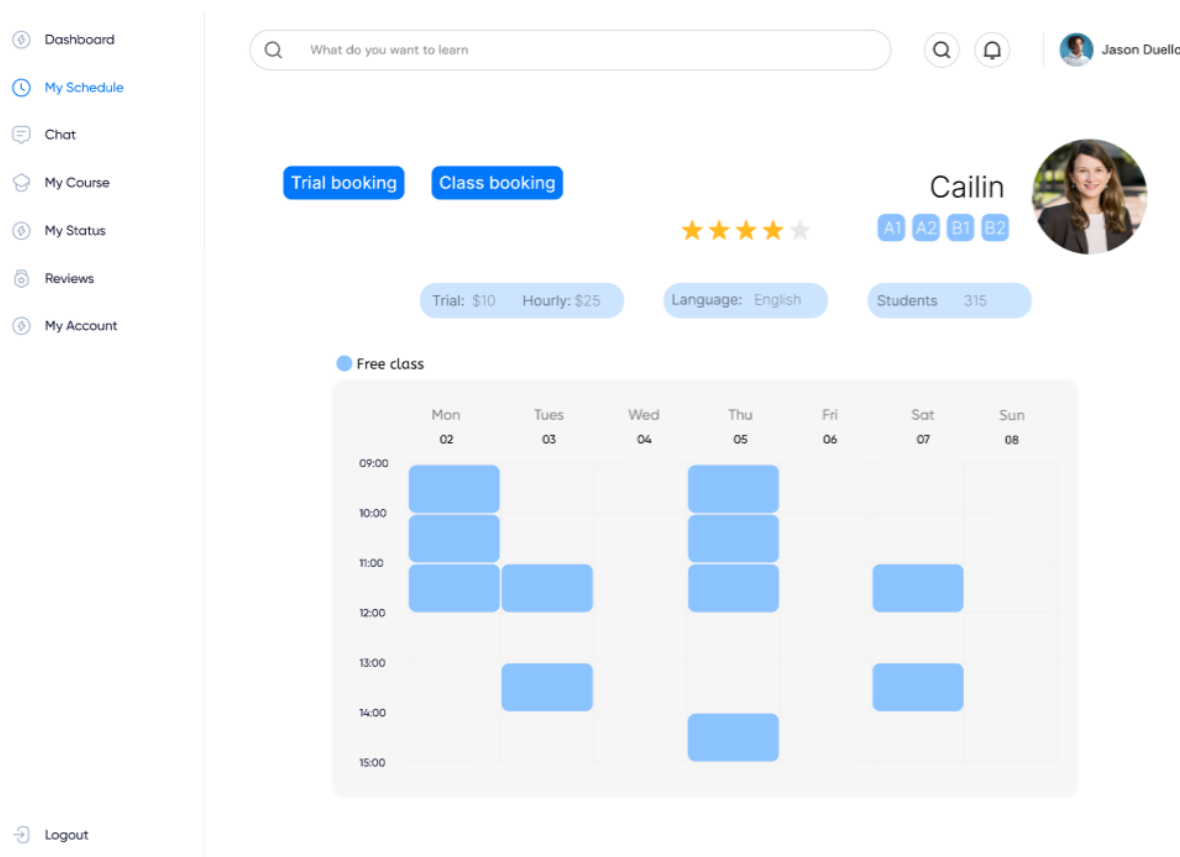 Dashboard
My Schedule
Chat
My Course
My Status
Reviews
My Account
Logout
What do you want to learn
Jason Duello
Trial booking
Class booking
Cailin
A1 A2 B1 B2
Trial: $10 Hourly: $25
Language: English
Students 315
Free class
Mon Tues Wed Thu Fri Sat Sun
02 03 04 05 06 07 08
09:00
10:00
11:00
12:00
13:00
14:00
15:00